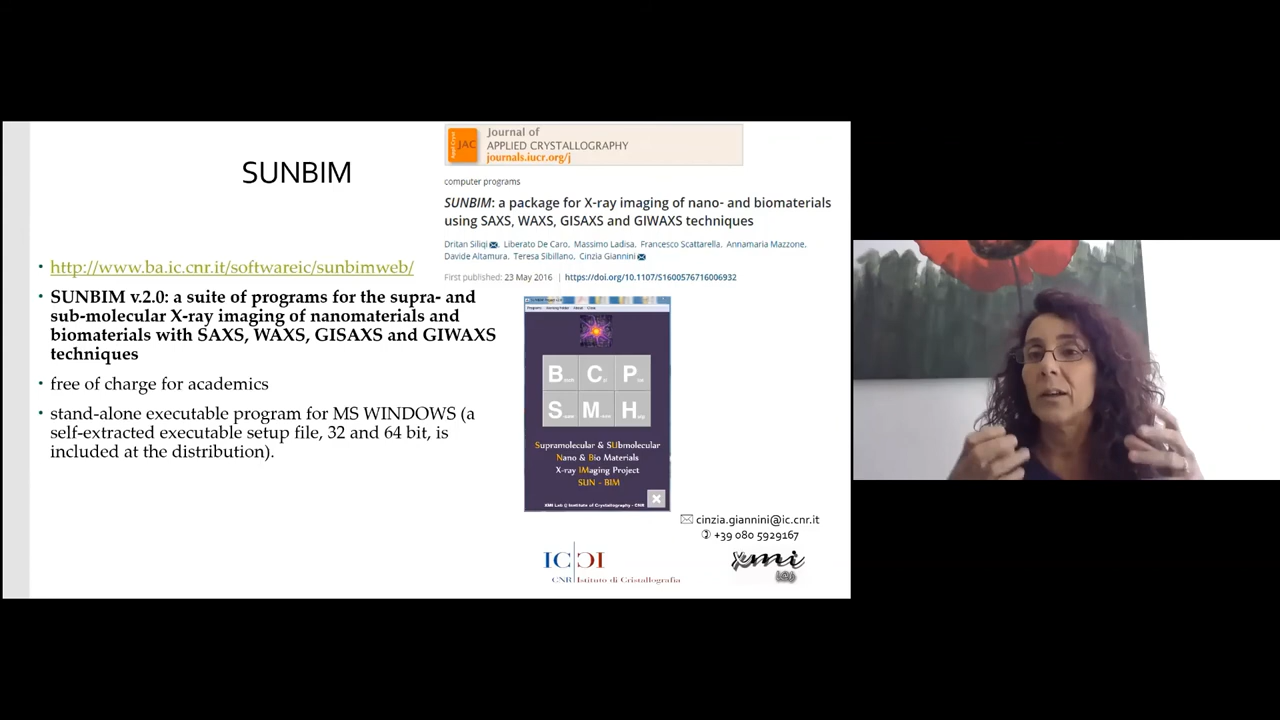 SUNBIM
• http://www.ba.ic.cnr.it/softwareic/sunbimweb/
• SUNBIM v.2.0: a suite of programs for the supra- and
sub-molecular X-ray imaging of nanomaterials and
biomaterials with SAXS, WAXS, GISAXS and GIWAXS
techniques
• free of charge for academics
• stand-alone executable program for MS WINDOWS (a
self-extracted executable setup file, 32 and 64 bit, is
included at the distribution).
JAC
Journal of
APPLIED CRYSTALLOGRAPHY
journals.iucr.org/j
computer programs
SUNBIM: a package for X-ray imaging of nano- and biomaterials
using SAXS, WAXS, GISAXS and GIWAXS techniques
Dritan Siliqi, Liberato De Caro, Massimo Ladisa, Francesco Scattarella, Annamaria Mazzone,
Davide Altamura, Teresa Sibillano, Cinzia Giannini
First published: 23 May 2016 | https://doi.org/10.1107/S1600576716006932
B C P
S M H
Supramolecular & SUbmolecular
Nano & Bio Materials
X-ray IMaging Project
SUN - BIM
XMI Lab @ Institute of Crystallography - CNR
cinzia.giannini@ic.cnr.it
+39 080 5929167
CNR Istituto di Cristallografia
xmi
L@b